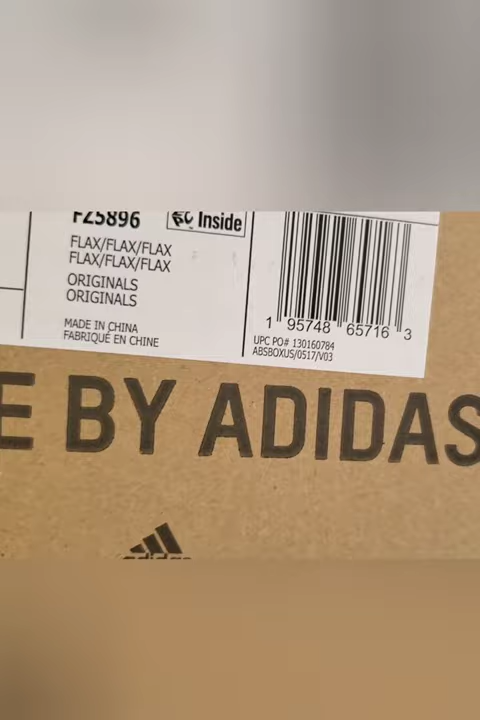 FZ5896
Inside
FLAX/FLAX/FLAX
FLAX/FLAX/FLAX
ORIGINALS
ORIGINALS
MADE IN CHINA
FABRIQUÉ EN CHINE
1 95748 65716 3
UPC PO# 130160784
ABSBOXUS/0517/V03
E BY ADIDAS
adidas